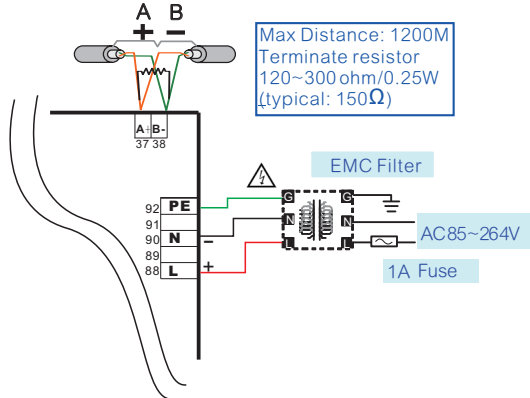 A B
+ −
Max Distance: 1200M
Terminate resistor
120~300 ohm/0.25W
(typical: 150Ω)
A+ B-
37 38
EMC Filter
92 PE G G
91
90 N − N N
89
88 L + L L
AC85~264V
1A Fuse